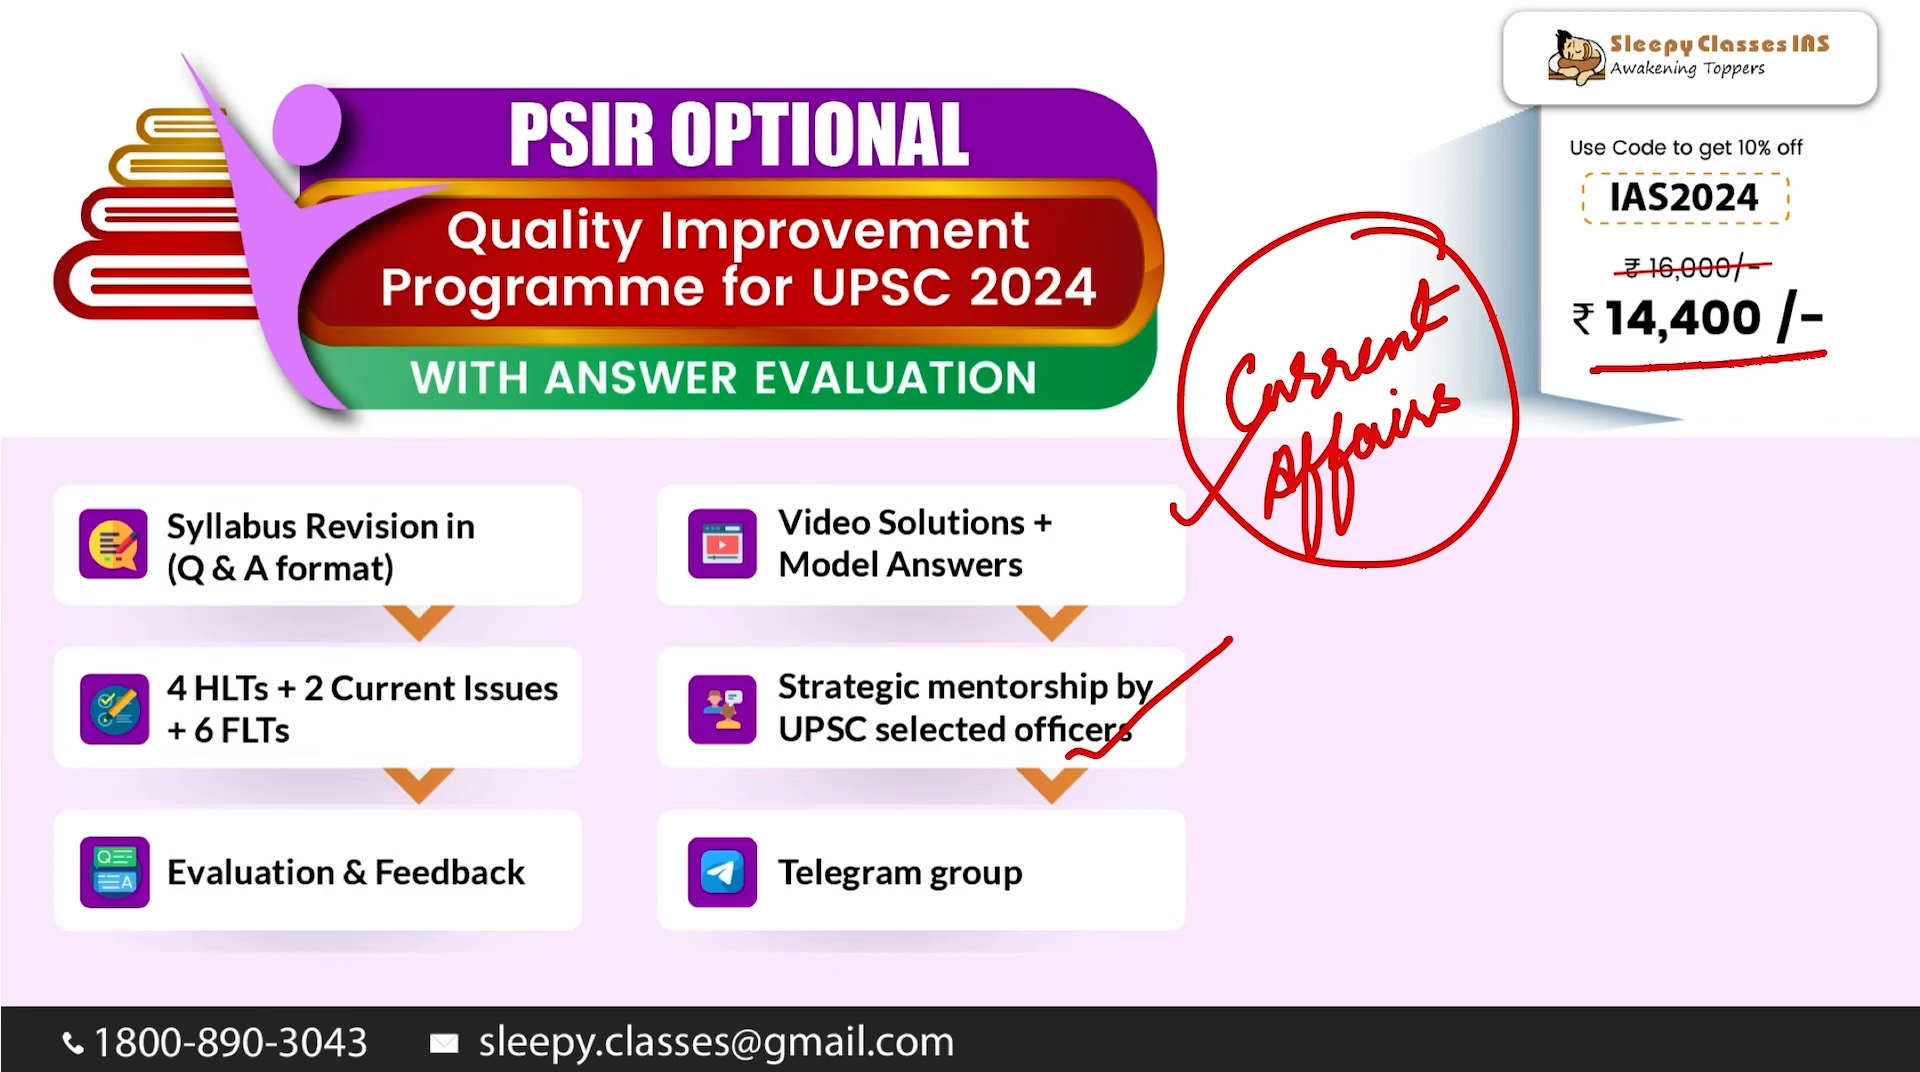 Sleepy Classes IAS
Awakening Toppers
PSIR OPTIONAL
Quality Improvement
Programme for UPSC 2024
WITH ANSWER EVALUATION
Use Code to get 10% off
IAS2024
₹ 16,000/-
₹ 14,400 /-
Current
Affairs
Syllabus Revision in
(Q & A format)
Video Solutions +
Model Answers
4 HLTs + 2 Current Issues
+ 6 FLTs
Strategic mentorship by
UPSC selected officers
Evaluation & Feedback
Telegram group
1800-890-3043
sleepy.classes@gmail.com